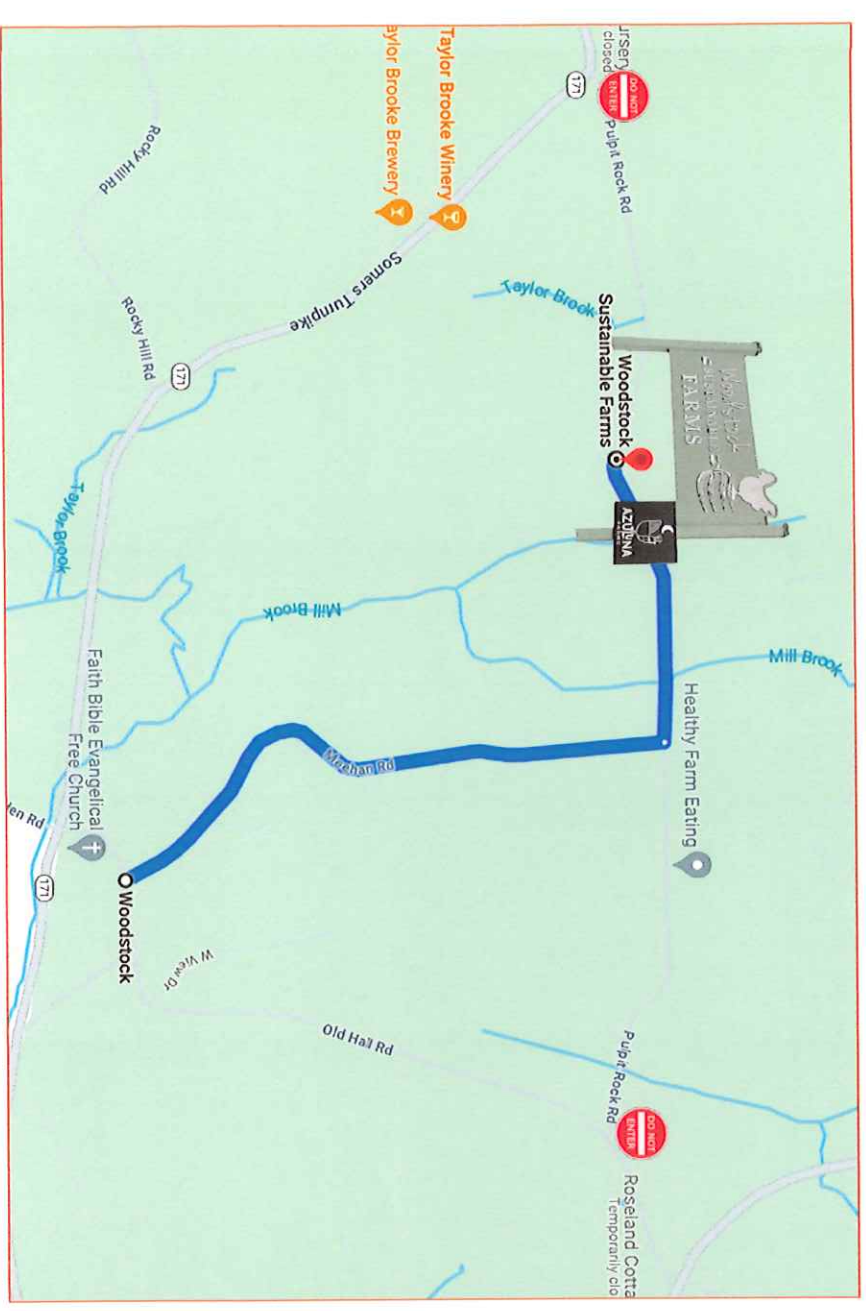 ursery
closed
DO NOT
ENTER
Pulpit Rock Rd
171
Taylor Brooke Winery
aylor Brooke Brewery
Somers Turnpike
Rocky Hill Rd
Rocky Hill Rd
171
Taylor Brook
Woodstock
Sustainable Farms
Woodstock
FARMS
AZULUNA
Taylor Brook
Mill Brook
Mill Brook
Healthy Farm Eating
Meehan Rd
Faith Bible Evangelical
Free Church
len Rd
171
Woodstock
W View Dr
Old Hall Rd
Pulpit Rock Rd
DO NOT
ENTER
Roseland Cotta
Temporarily clo